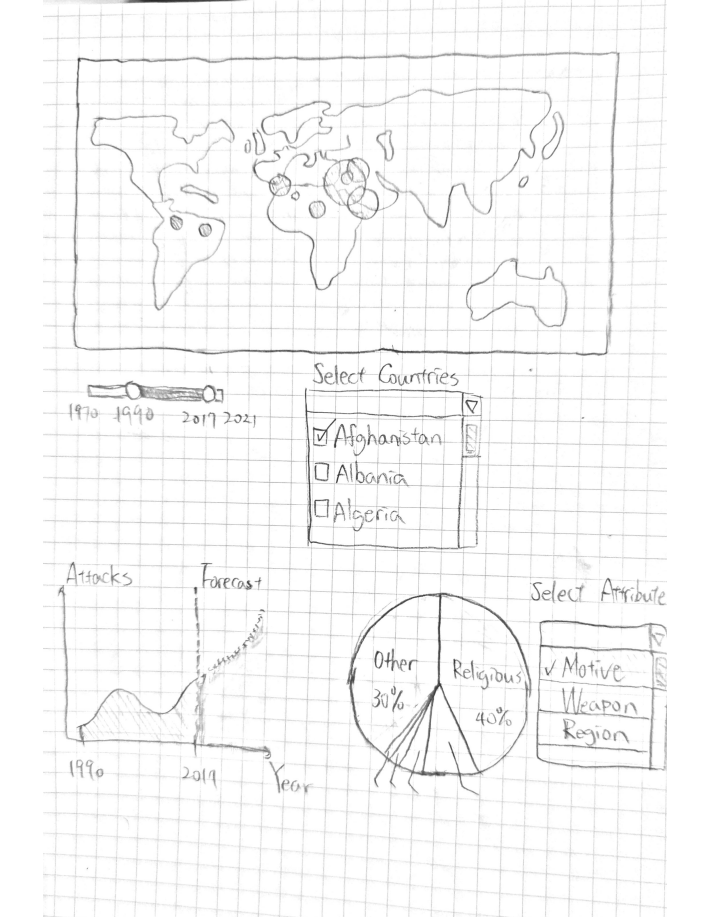 Select Countries
1970 1990 2017 2021
Afghanistan
Albania
Algeria
Attacks
Forecast
1990
2017
Year
Other
30%
Religious
40%
Select Attribute
Motive
Weapon
Region